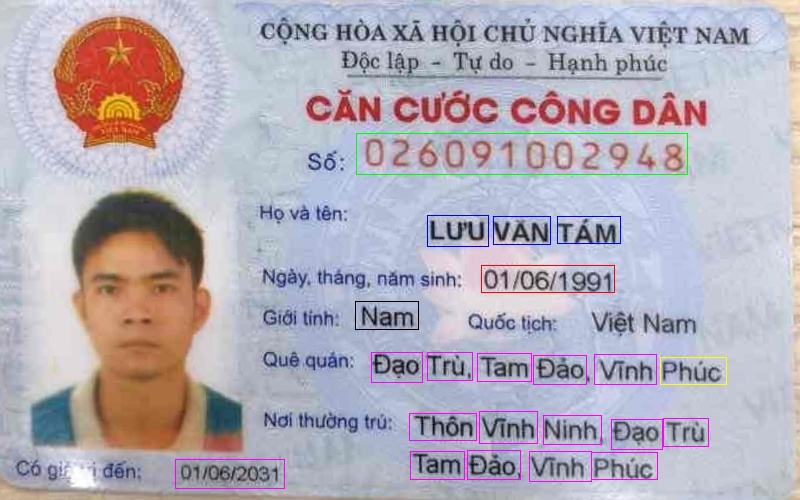 CỘNG HÒA XÃ HỘI CHỦ NGHĨA VIỆT NAM
Độc lập - Tự do - Hạnh phúc
CĂN CƯỚC CÔNG DÂN
Số: 026091002948
Họ và tên:
LƯU VĂN TÁM
Ngày, tháng, năm sinh: 01/06/1991
Giới tính: Nam Quốc tịch: Việt Nam
Quê quán: Đạo Trù, Tam Đảo, Vĩnh Phúc
Nơi thường trú: Thôn Vĩnh Ninh, Đạo Trù
Tam Đảo, Vĩnh Phúc
Có giá trị đến: 01/06/2031